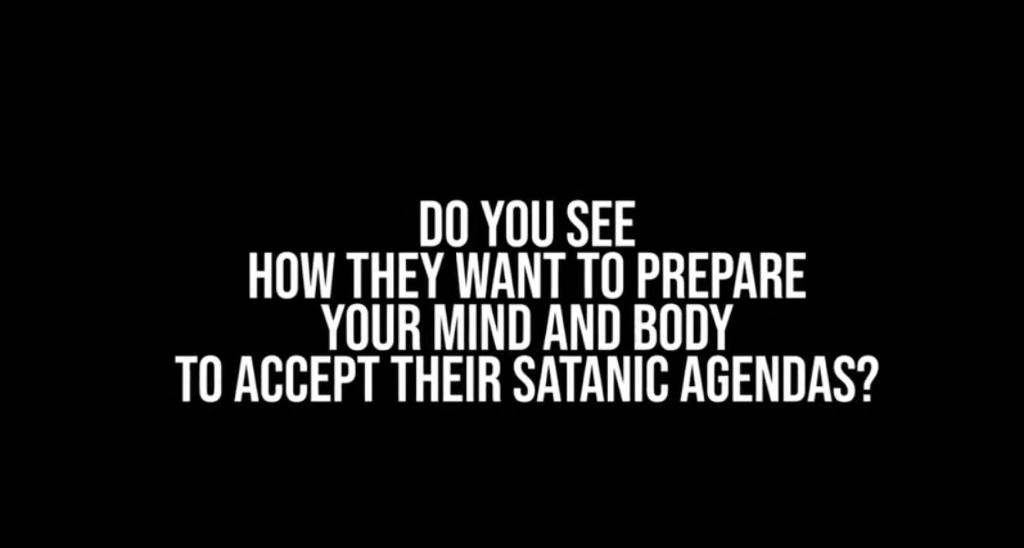 DO YOU SEE
HOW THEY WANT TO PREPARE
YOUR MIND AND BODY
TO ACCEPT THEIR SATANIC AGENDAS?